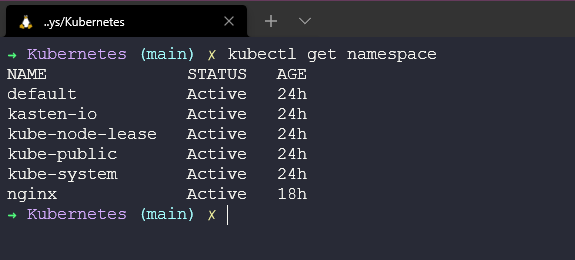 ..ys/Kubernetes
→ Kubernetes (main) ✗ kubectl get namespace
NAME              STATUS   AGE
default           Active   24h
kasten-io         Active   24h
kube-node-lease   Active   24h
kube-public       Active   24h
kube-system       Active   24h
nginx             Active   18h
→ Kubernetes (main) ✗